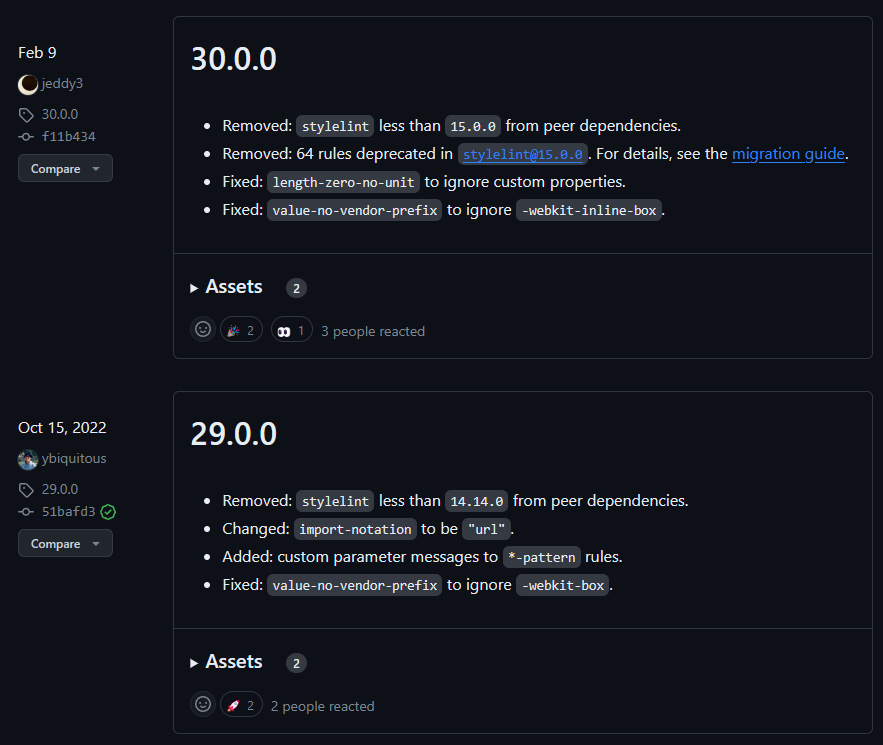 Feb 9
jeddy3
30.0.0
f11b434
Compare
30.0.0
Removed: stylelint less than 15.0.0 from peer dependencies.
Removed: 64 rules deprecated in stylelint@15.0.0. For details, see the migration guide.
Fixed: length-zero-no-unit to ignore custom properties.
Fixed: value-no-vendor-prefix to ignore -webkit-inline-box.
Assets 2
2 1 3 people reacted
Oct 15, 2022
ybiquitous
29.0.0
51bafd3
Compare
29.0.0
Removed: stylelint less than 14.14.0 from peer dependencies.
Changed: import-notation to be "url".
Added: custom parameter messages to *-pattern rules.
Fixed: value-no-vendor-prefix to ignore -webkit-box.
Assets 2
2 2 people reacted